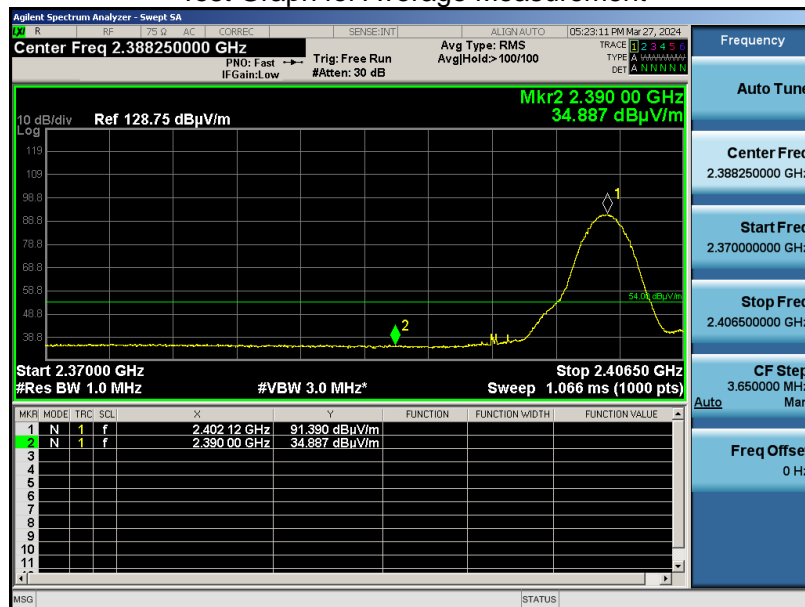 Test Graph for Average Measurement
Agilent Spectrum Analyzer - Swept SA
LXI R RF 75 Ω AC CORREC SENSE:INT ALIGN AUTO 05:23:11 PM Mar 27, 2024
Center Freq 2.388250000 GHz
PNO: Fast
IFGain:Low
Trig: Free Run
#Atten: 30 dB
Avg Type: RMS
Avg|Hold:>100/100
TRACE 1 2 3 4 5 6
TYPE A WWWWW
DET A N N N N N
Mkr2 2.390 00 GHz
34.887 dBµV/m
10 dB/div Ref 128.75 dBµV/m
Log
119
109
98.8
88.8
78.8
68.8
58.8
48.8
38.8
1
2
54.00 dBµV/m
Start 2.37000 GHz Stop 2.40650 GHz
#Res BW 1.0 MHz #VBW 3.0 MHz* Sweep 1.066 ms (1000 pts)
MKR MODE TRC SCL X Y FUNCTION FUNCTION WIDTH FUNCTION VALUE
1 N 1 f 2.402 12 GHz 91.390 dBµV/m
2 N 1 f 2.390 00 GHz 34.887 dBµV/m
3
4
5
6
7
8
9
10
11
MSG STATUS
Frequency
Auto Tune
Center Freq
2.388250000 GHz
Start Freq
2.370000000 GHz
Stop Freq
2.406500000 GHz
CF Step
3.650000 MHz
Auto Man
Freq Offset
0 Hz